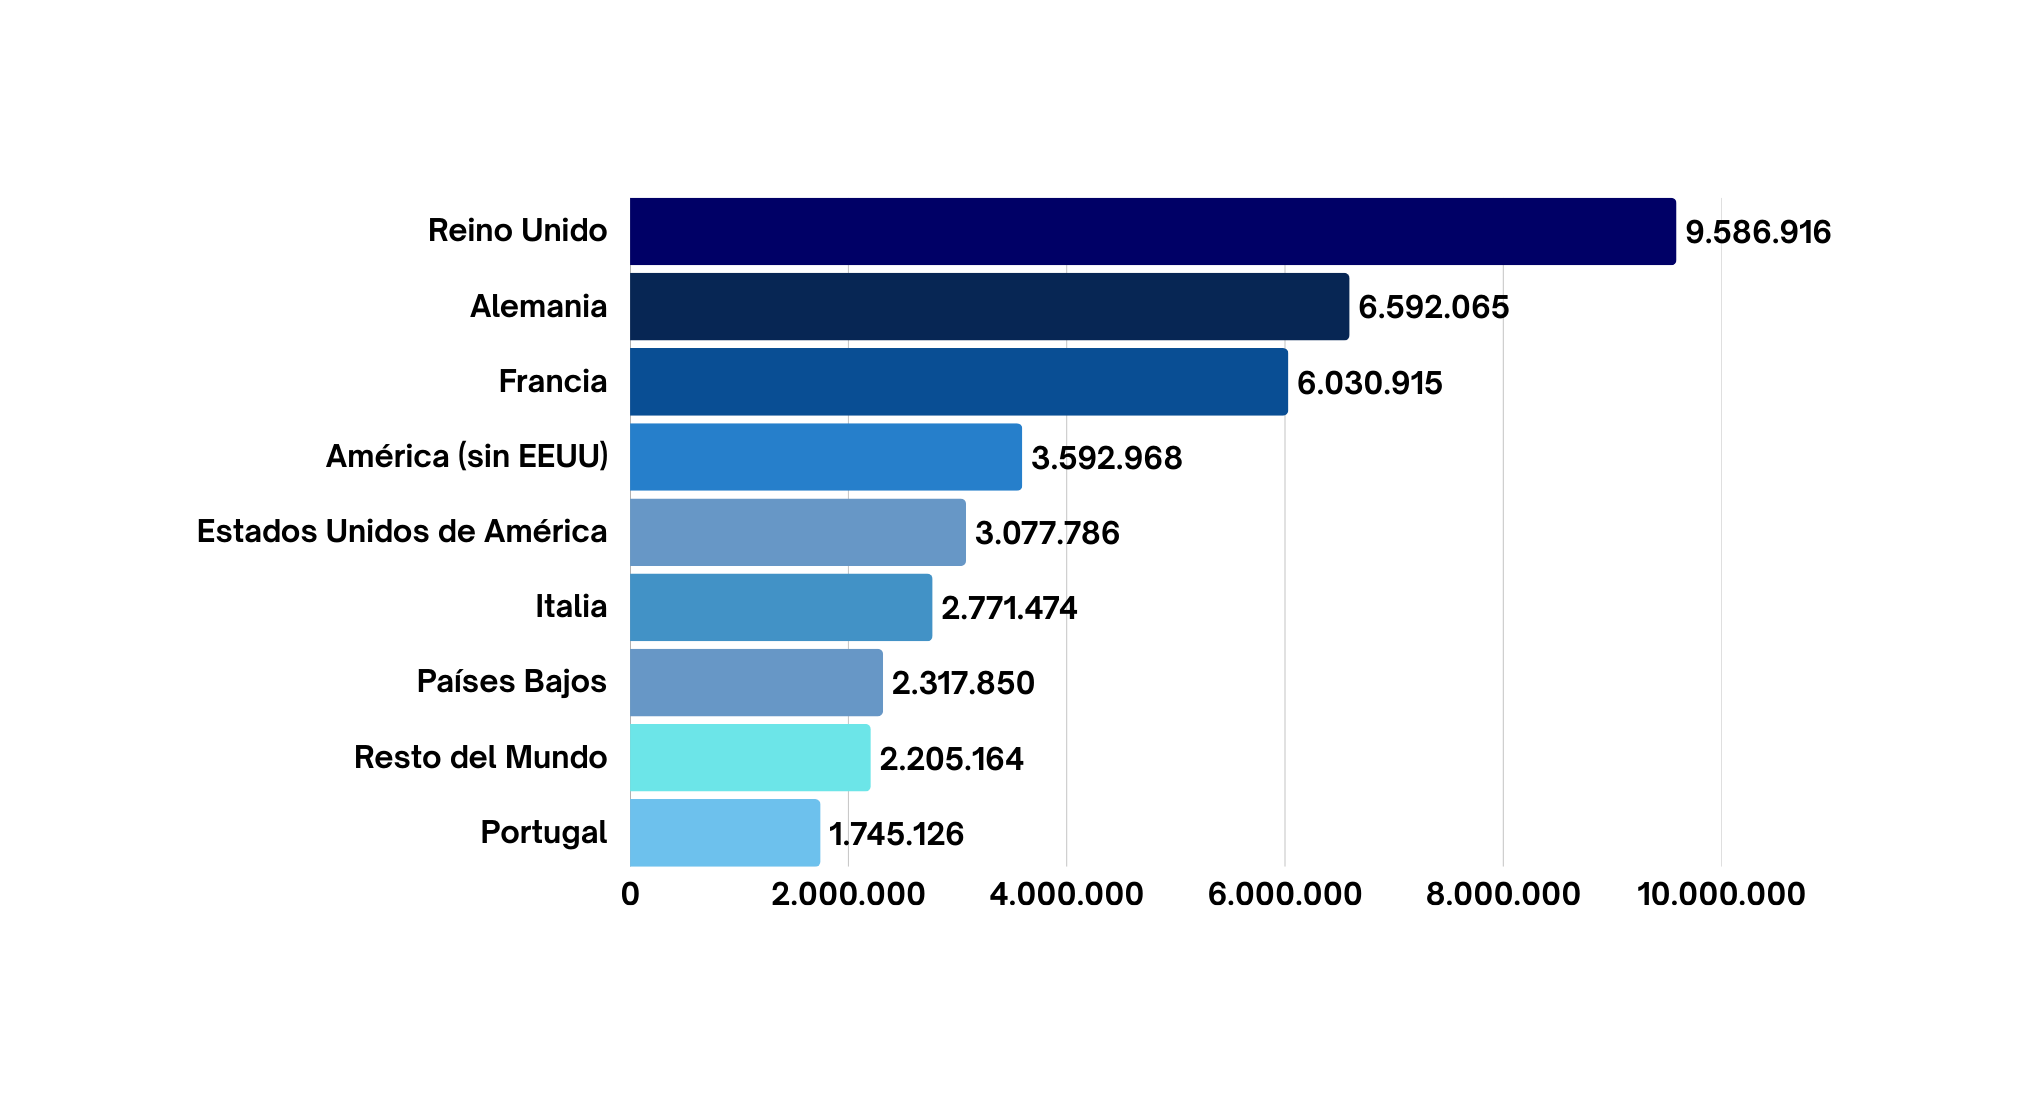 Reino Unido 9.586.916
Alemania 6.592.065
Francia 6.030.915
América (sin EEUU) 3.592.968
Estados Unidos de América 3.077.786
Italia 2.771.474
Países Bajos 2.317.850
Resto del Mundo 2.205.164
Portugal 1.745.126
0 2.000.000 4.000.000 6.000.000 8.000.000 10.000.000